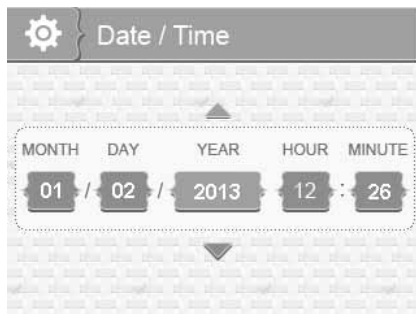 Date / Time
MONTH DAY YEAR HOUR MINUTE
01 / 02 / 2013 12 : 26